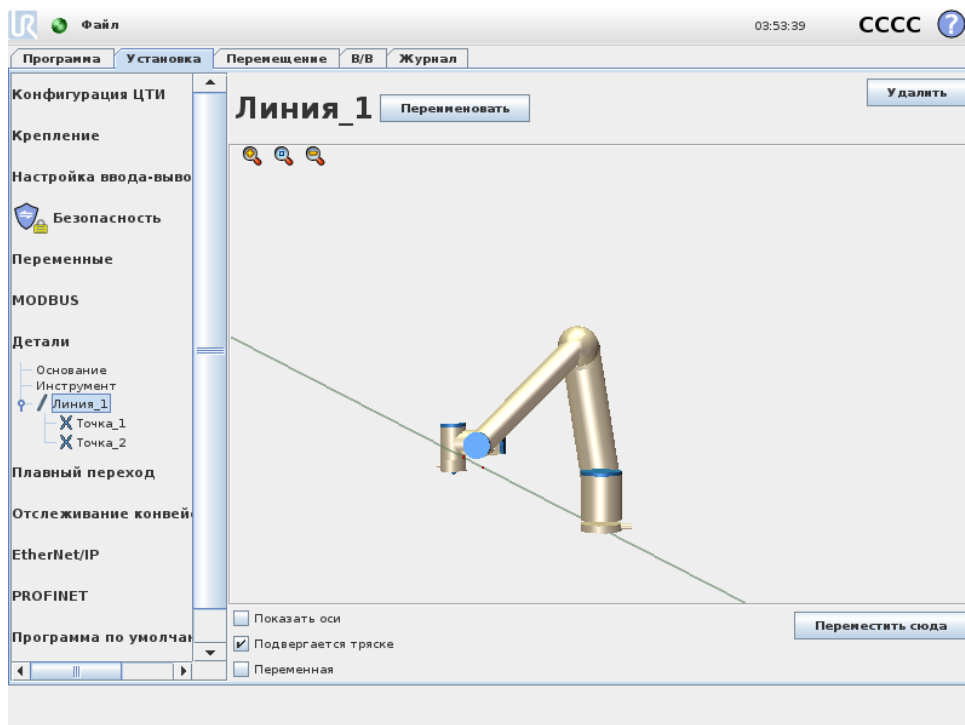 UR Файл 03:53:39 CCCC ?
Программа Установка Перемещение В/В Журнал
Конфигурация ЦТИ
Крепление
Настройка ввода-выво
Безопасность
Переменные
MODBUS
Детали
Основание
Инструмент
Линия_1
Точка_1
Точка_2
Плавный переход
Отслеживание конвей
EtherNet/IP
PROFINET
Программа по умолчан
Линия_1 Переименовать Удалить
Показать оси
Подвергается тряске
Переменная
Переместить сюда